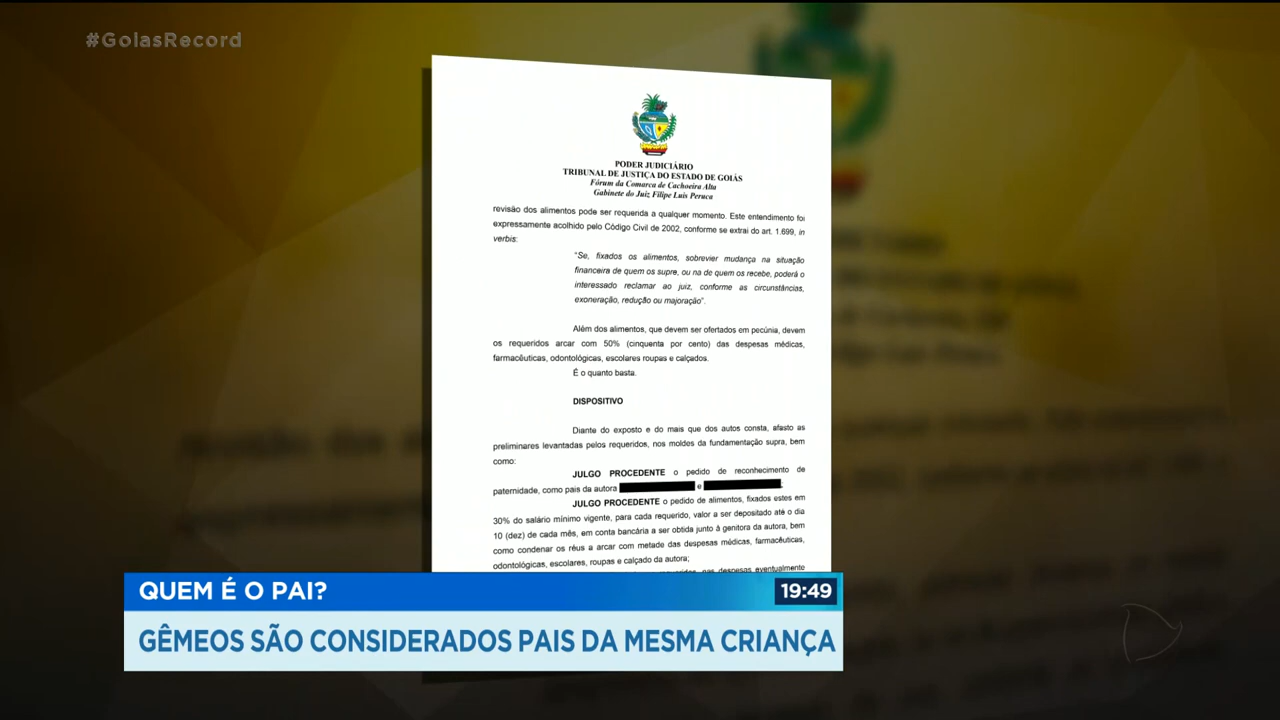 #GoiasRecord
PODER JUDICIÁRIO
TRIBUNAL DE JUSTIÇA DO ESTADO DE GOIÁS
Fórum da Comarca de Cachoeira Alta
Gabinete do Juiz Filipe Luis Peruca
revisão dos alimentos pode ser requerida a qualquer momento. Este entendimento foi
expressamente acolhido pelo Código Civil de 2002, conforme se extrai do art. 1.699, in
verbis:
“Se, fixados os alimentos, sobrevier mudança na situação
financeira de quem os supre, ou na de quem os recebe, poderá o
interessado reclamar ao juiz, conforme as circunstâncias,
exoneração, redução ou majoração”.
Além dos alimentos, que devem ser ofertados em pecúnia, devem
os requeridos arcar com 50% (cinquenta por cento) das despesas médicas,
farmacêuticas, odontológicas, escolares roupas e calçados.
É o quanto basta.
DISPOSITIVO
Diante do exposto e do mais que dos autos consta, afasto as
preliminares levantadas pelos requeridos, nos moldes da fundamentação supra, bem
como:
JULGO PROCEDENTE o pedido de reconhecimento de
paternidade, como pais da autora e
JULGO PROCEDENTE o pedido de alimentos, fixados estes em
30% do salário mínimo vigente, para cada requerido, valor a ser depositado até o dia
10 (dez) de cada mês, em conta bancária a ser obtida junto à genitora da autora, bem
como condenar os réus a arcar com metade das despesas médicas, farmacêuticas,
odontológicas, escolares, roupas e calçado da autora;
nas despesas eventualmente
QUEM É O PAI?
19:49
GÊMEOS SÃO CONSIDERADOS PAIS DA MESMA CRIANÇA